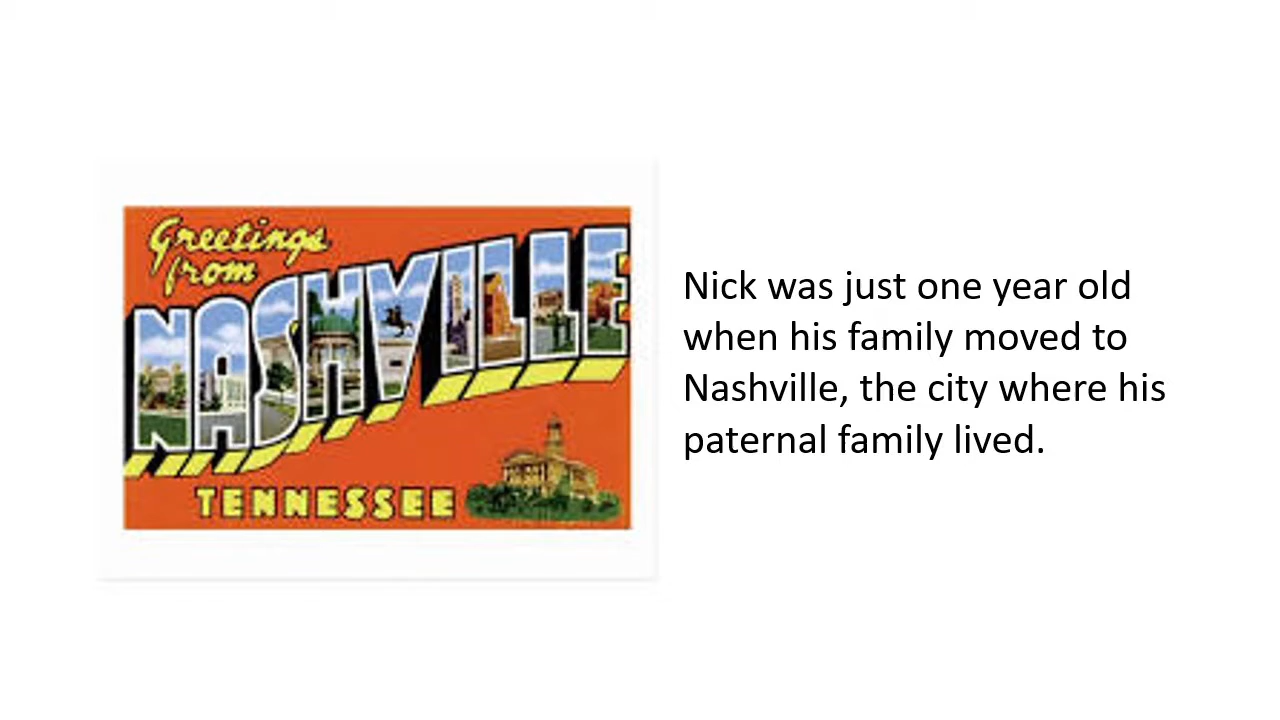 Greetings
from
NASHVILLE
TENNESSEE
Nick was just one year old
when his family moved to
Nashville, the city where his
paternal family lived.